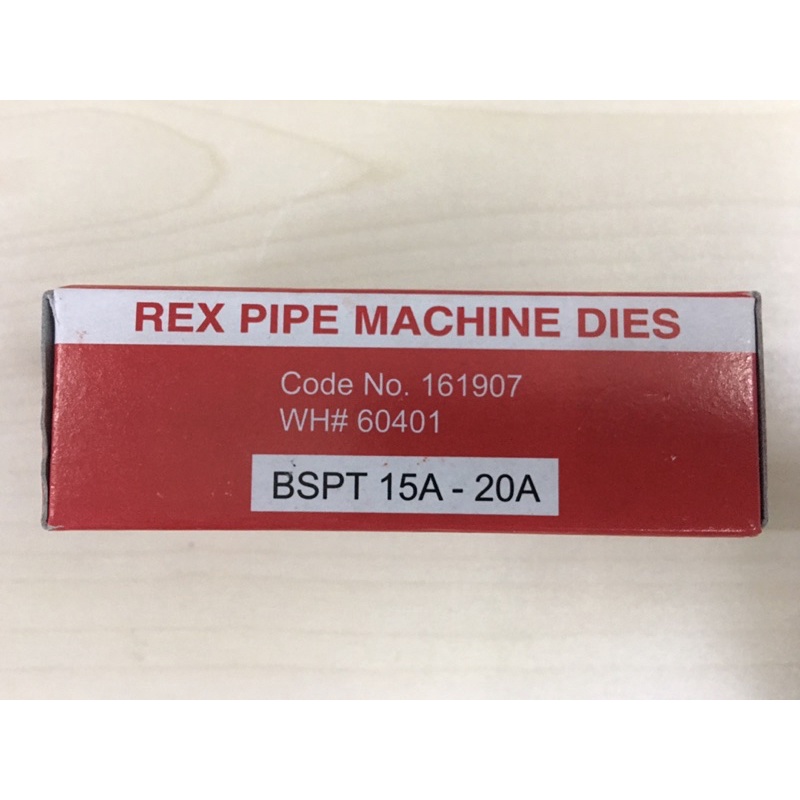 REX PIPE MACHINE DIES
Code No. 161907
WH# 60401
BSPT 15A - 20A